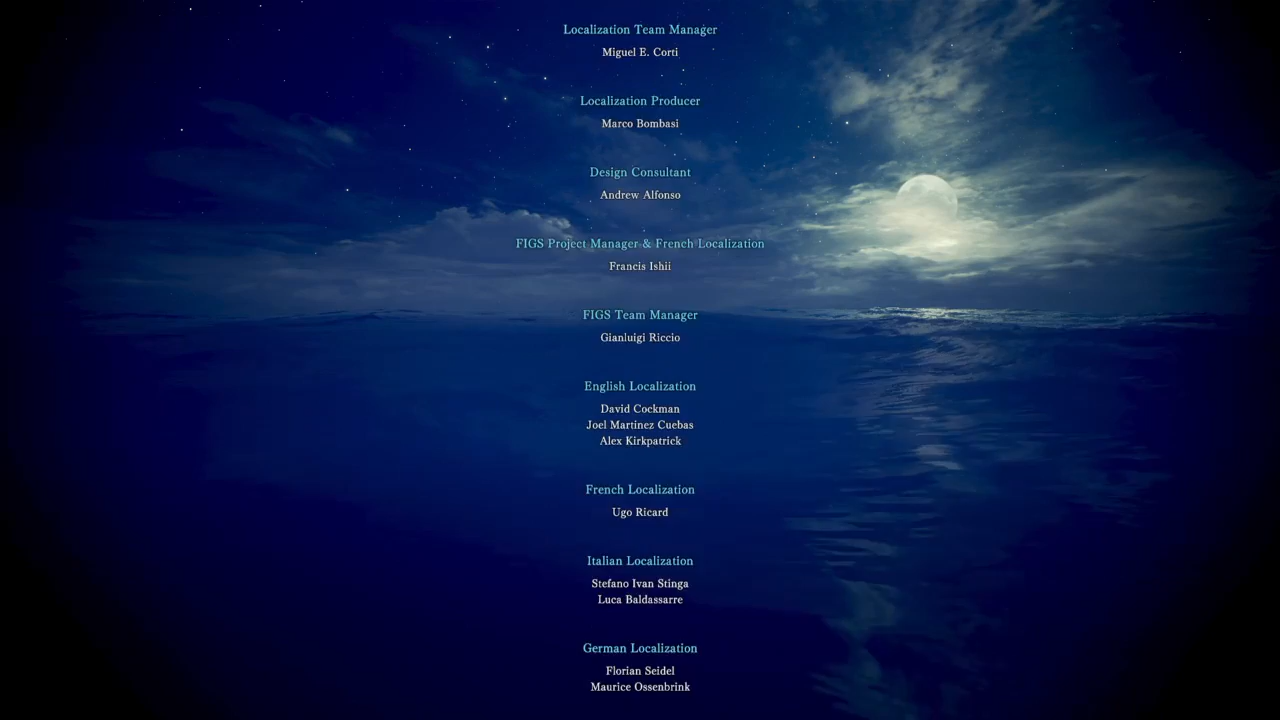 Localization Team Manager
Miguel E. Corti
Localization Producer
Marco Bombasi
Design Consultant
Andrew Alfonso
FIGS Project Manager & French Localization
Francis Ishii
FIGS Team Manager
Gianluigi Riccio
English Localization
David Cockman
Joel Martinez Cuebas
Alex Kirkpatrick
French Localization
Ugo Ricard
Italian Localization
Stefano Ivan Stinga
Luca Baldassarre
German Localization
Florian Seidel
Maurice Ossenbrink